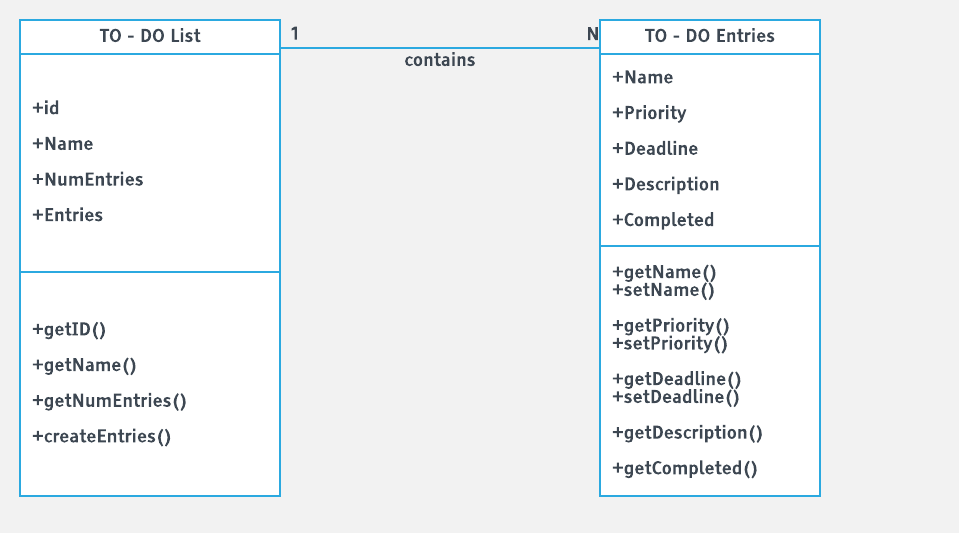 TO - DO List
+id
+Name
+NumEntries
+Entries
+getID()
+getName()
+getNumEntries()
+createEntries()
1
N
contains
TO - DO Entries
+Name
+Priority
+Deadline
+Description
+Completed
+getName()
+setName()
+getPriority()
+setPriority()
+getDeadline()
+setDeadline()
+getDescription()
+getCompleted()